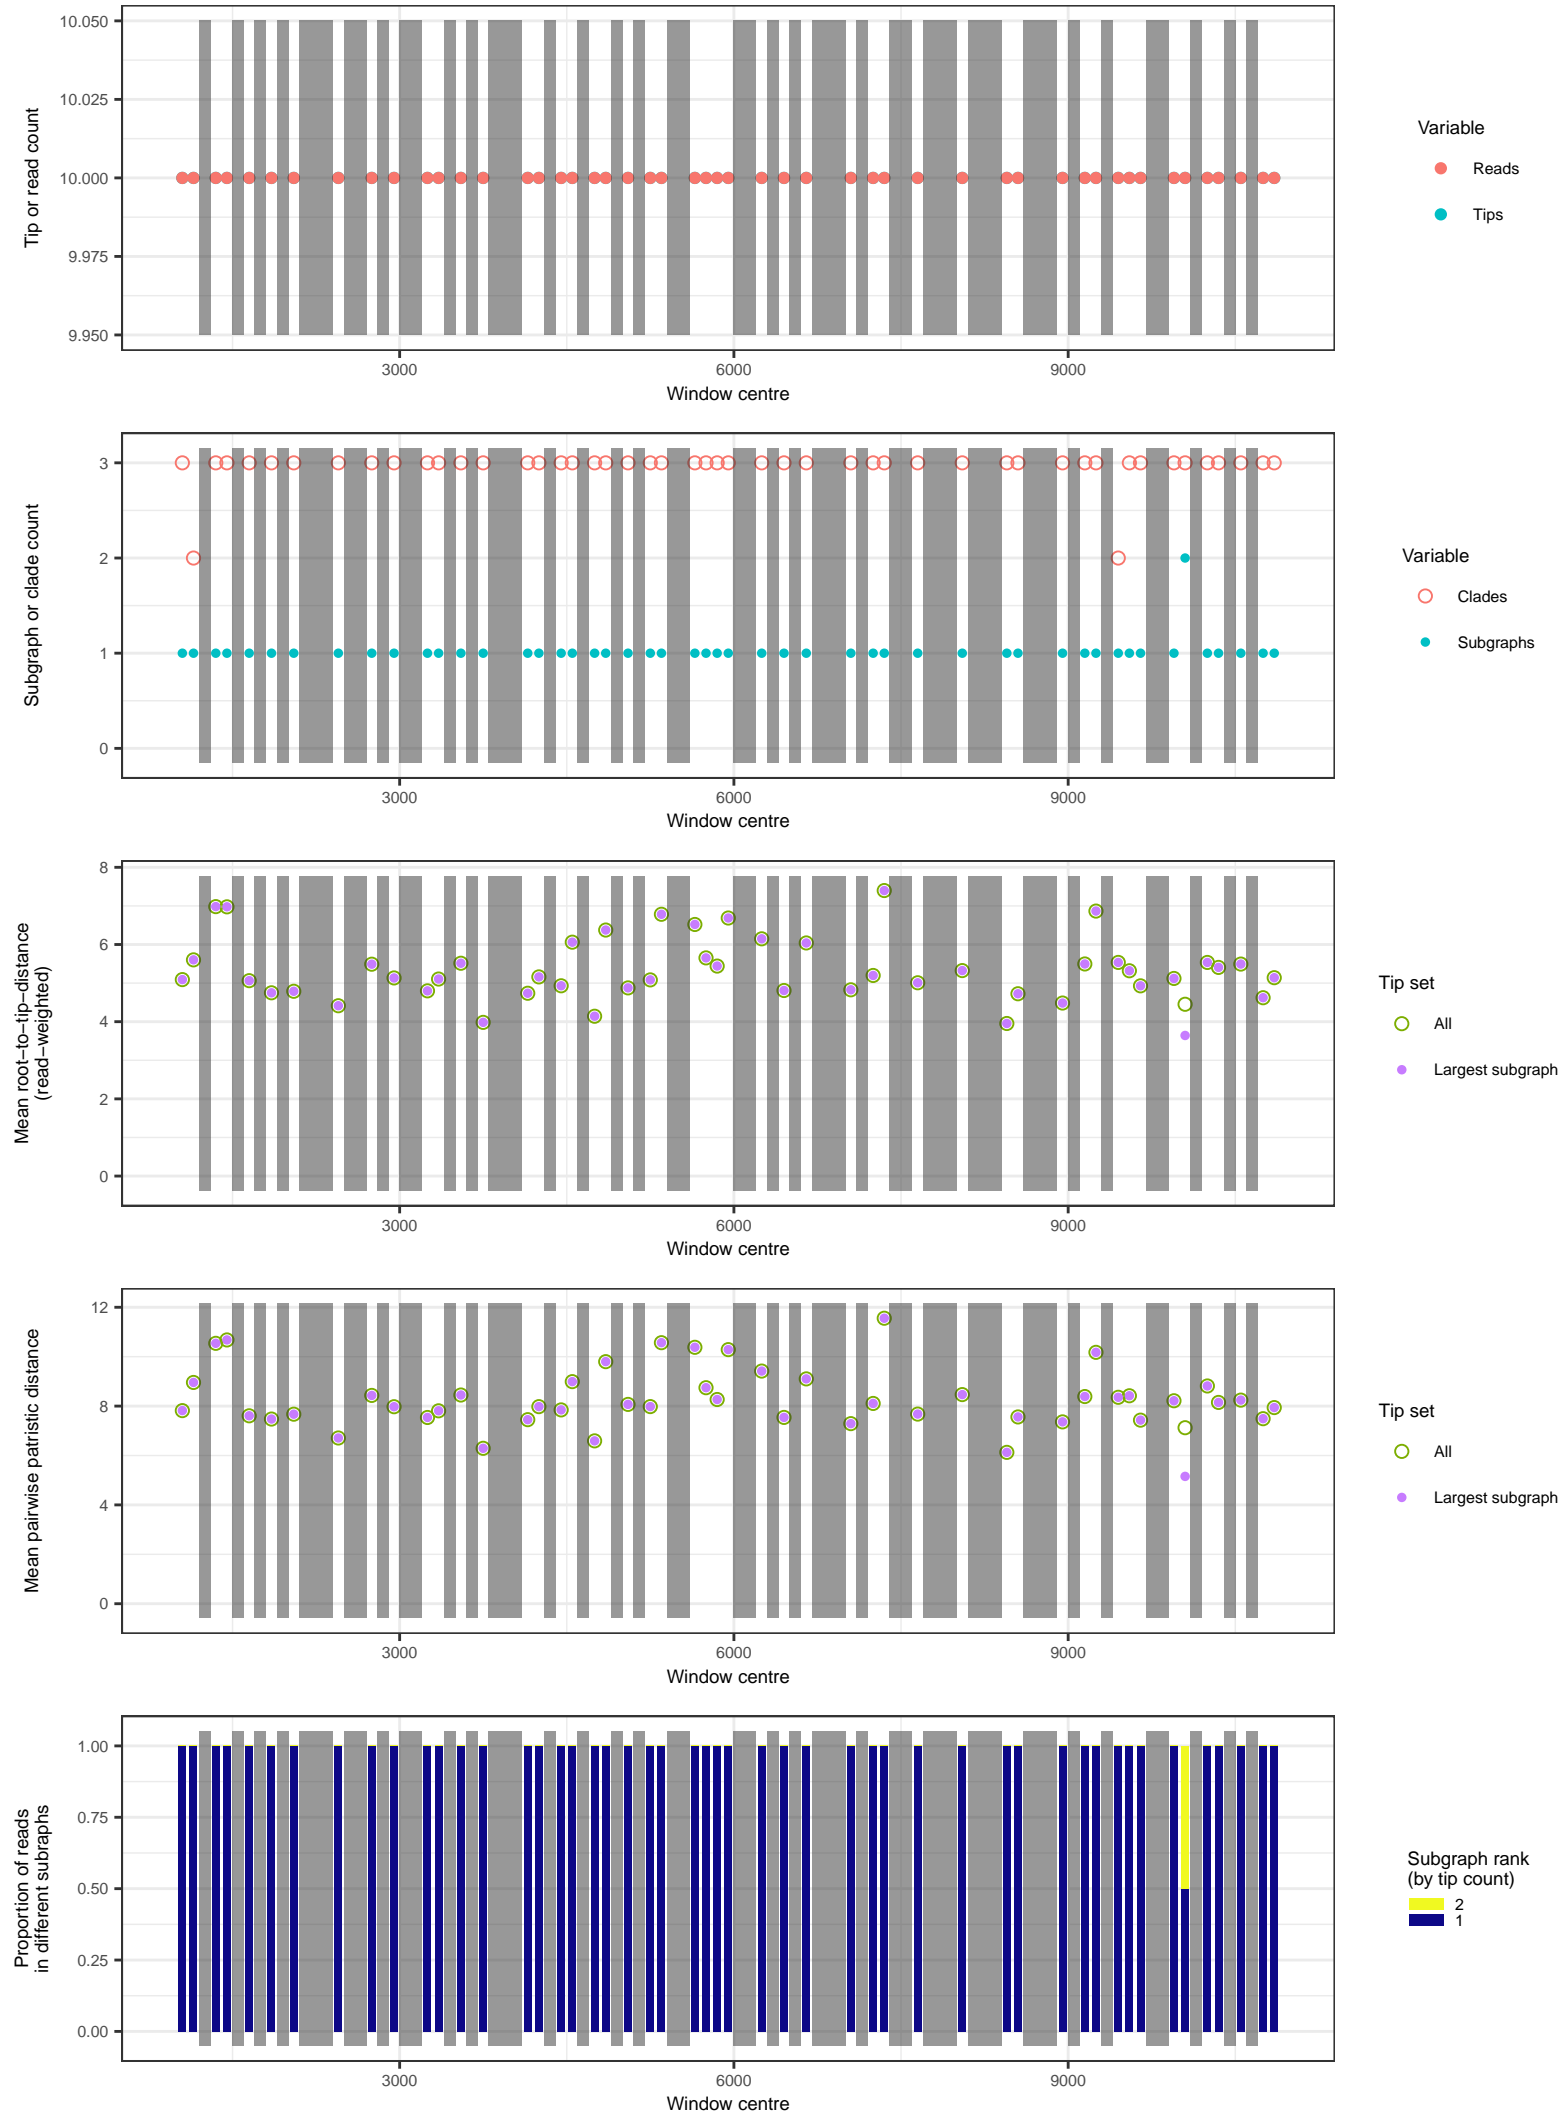 10.050
10.025
10.000
9.975
9.950
Tip or read count
3000
6000
9000
Window centre
Variable
Reads
Tips
3
2
1
0
Subgraph or clade count
3000
6000
9000
Window centre
Variable
Clades
Subgraphs
8
6
4
2
0
Mean root−to−tip−distance
(read−weighted)
3000
6000
9000
Window centre
Tip set
All
Largest subgraph
12
8
4
0
Mean pairwise patristic distance
3000
6000
9000
Window centre
Tip set
All
Largest subgraph
1.00
0.75
0.50
0.25
0.00
Proportion of reads
in different subraphs
3000
6000
9000
Window centre
Subgraph rank
(by tip count)
2
1